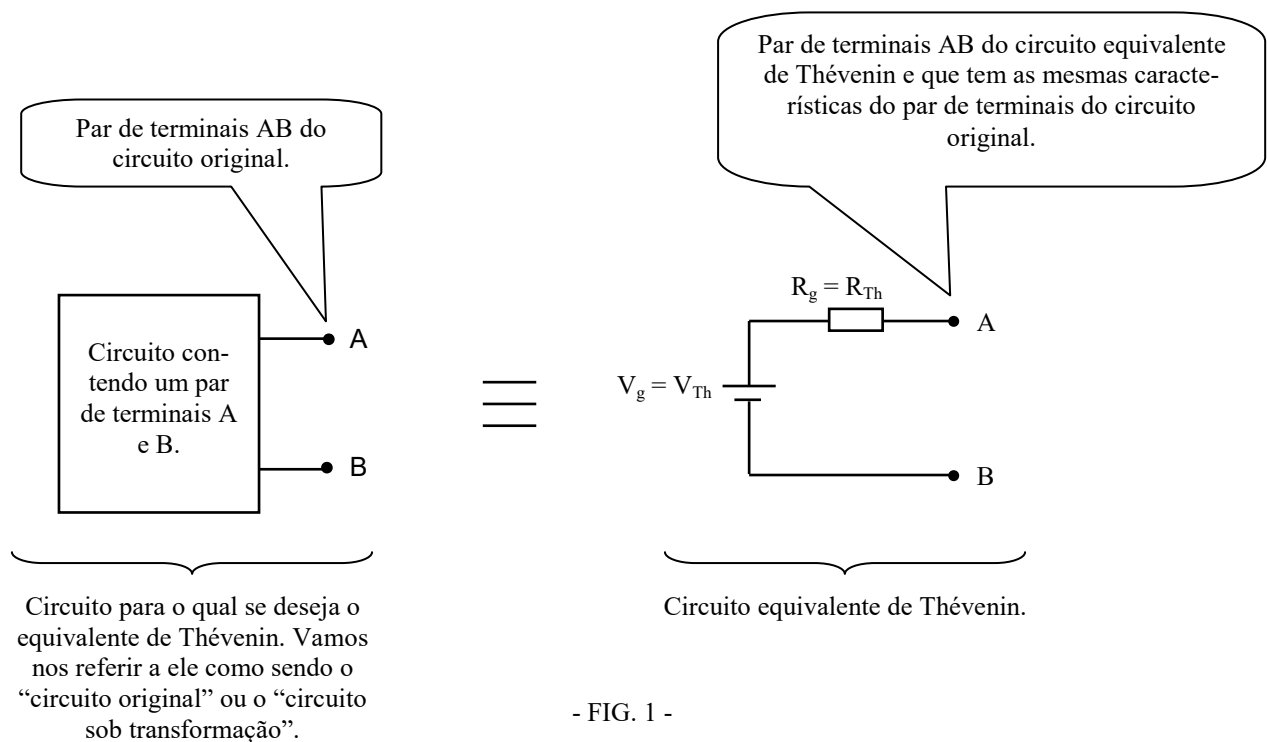 Par de terminais AB do circuito equivalente
de Thévenin e que tem as mesmas caracte-
rísticas do par de terminais do circuito
original.
Par de terminais AB do
circuito original.
Circuito con-
tendo um par
de terminais A
e B.
A
B
R_g = R_Th
V_g = V_Th
A
B
Circuito para o qual se deseja o
equivalente de Thévenin. Vamos
nos referir a ele como sendo o
“circuito original” ou o “circuito
sob transformação”.
Circuito equivalente de Thévenin.
- FIG. 1 -